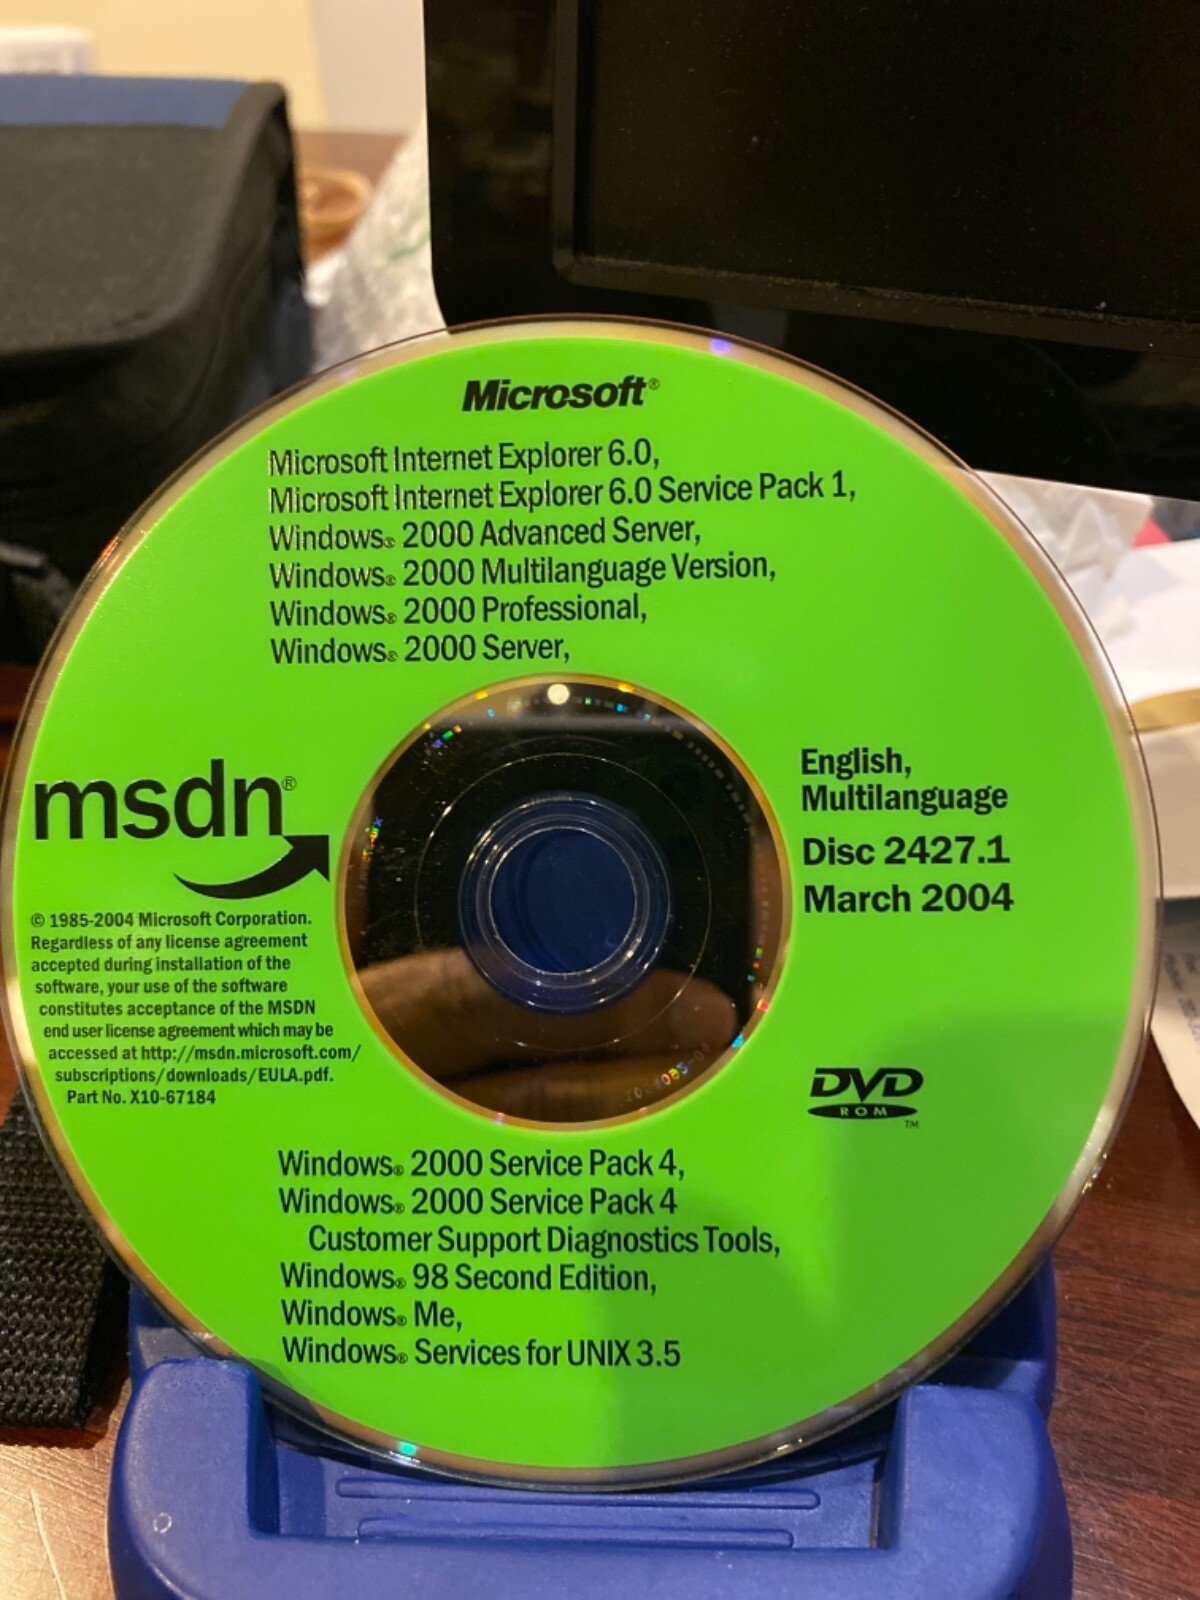 Microsoft®
Microsoft Internet Explorer 6.0,
Microsoft Internet Explorer 6.0 Service Pack 1,
Windows® 2000 Advanced Server,
Windows® 2000 Multilanguage Version,
Windows® 2000 Professional,
Windows® 2000 Server,
msdn®
© 1985-2004 Microsoft Corporation.
Regardless of any license agreement
accepted during installation of the
software, your use of the software
constitutes acceptance of the MSDN
end user license agreement which may be
accessed at http://msdn.microsoft.com/
subscriptions/downloads/EULA.pdf.
Part No. X10-67184
English,
Multilanguage
Disc 2427.1
March 2004
DVD
ROM
TM
Windows® 2000 Service Pack 4,
Windows® 2000 Service Pack 4
Customer Support Diagnostics Tools,
Windows® 98 Second Edition,
Windows® Me,
Windows® Services for UNIX 3.5